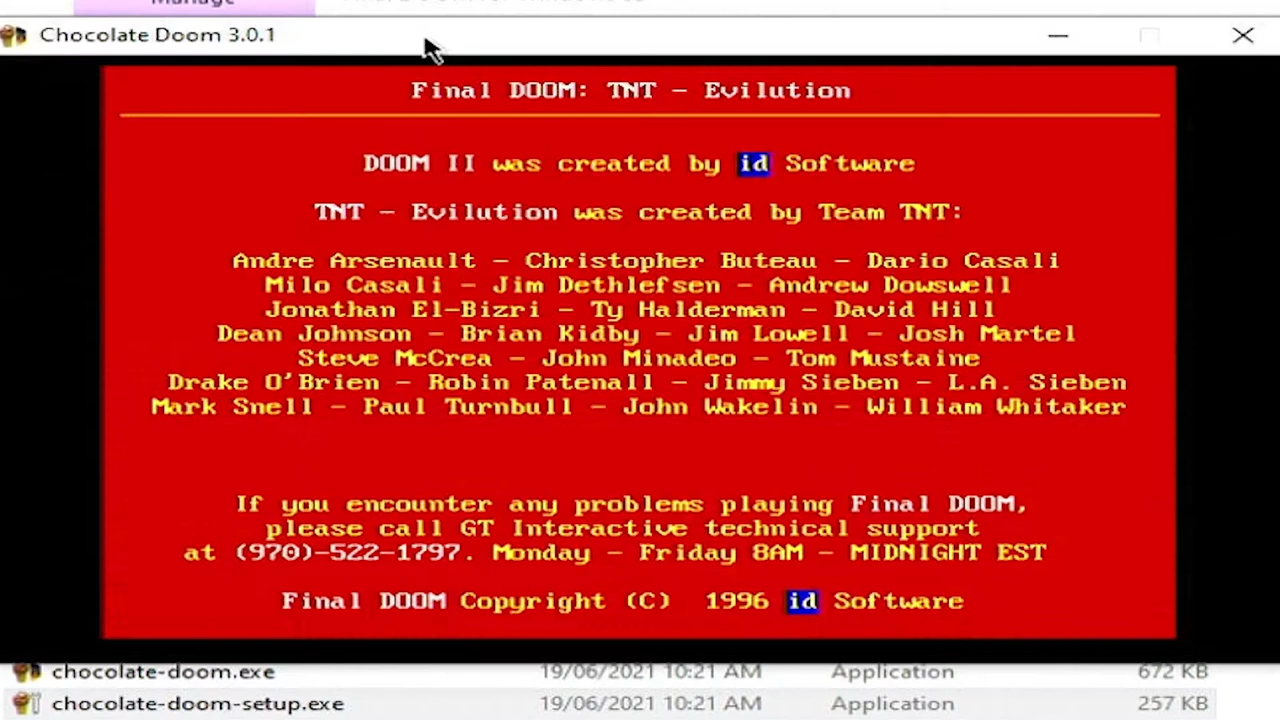 Manage
Chocolate Doom 3.0.1
Final DOOM: TNT - Evilution
DOOM II was created by id Software
TNT - Evilution was created by Team TNT:
Andre Arsenault - Christopher Buteau - Dario Casali
Milo Casali - Jim Dethlefsen - Andrew Dowswell
Jonathan El-Bizri - Ty Halderman - David Hill
Dean Johnson - Brian Kidby - Jim Lowell - Josh Martel
Steve McCrea - John Minadeo - Tom Mustaine
Drake O'Brien - Robin Patenall - Jimmy Sieben - L.A. Sieben
Mark Snell - Paul Turnbull - John Wakelin - William Whitaker
If you encounter any problems playing Final DOOM,
please call GT Interactive technical support
at (970)-522-1797. Monday - Friday 8AM - MIDNIGHT EST
Final DOOM Copyright (C) 1996 id Software
chocolate-doom.exe 19/06/2021 10:21 AM Application 672 KB
chocolate-doom-setup.exe 19/06/2021 10:21 AM Application 257 KB